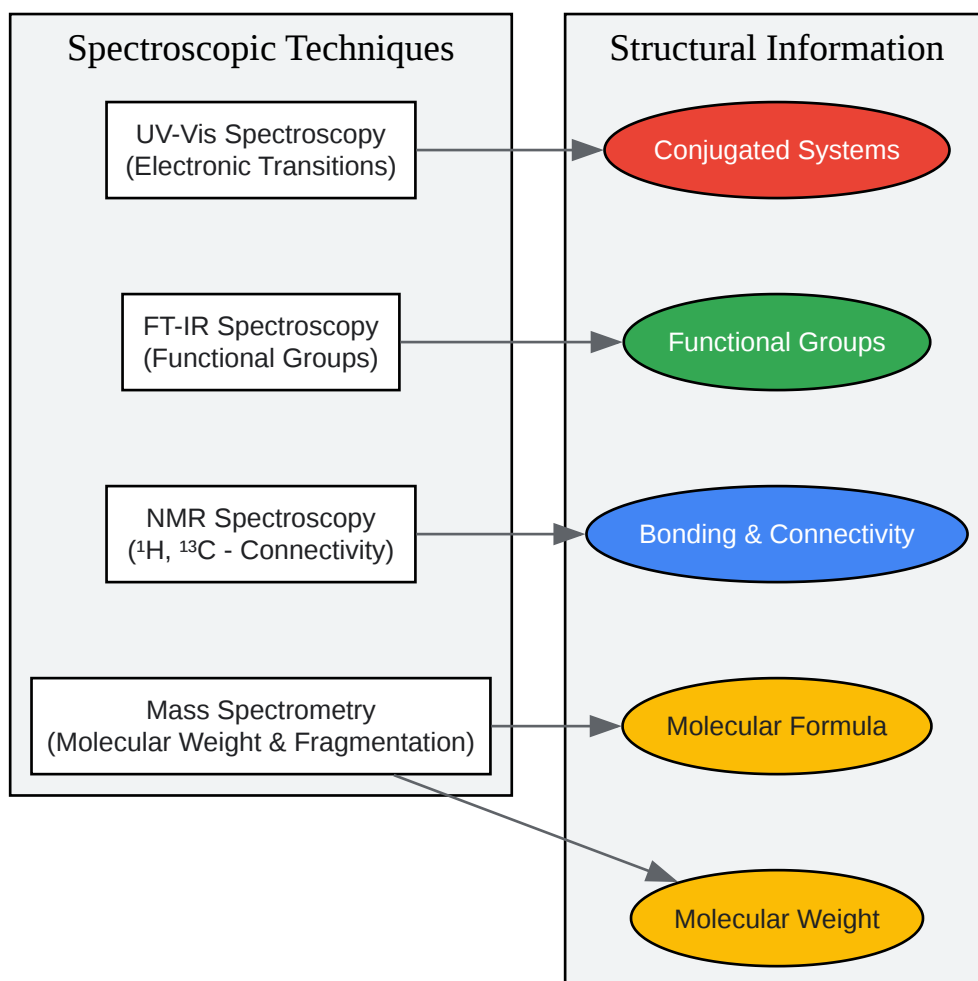 Spectroscopic Techniques
Structural Information
UV-Vis Spectroscopy
(Electronic Transitions)
Conjugated Systems
FT-IR Spectroscopy
(Functional Groups)
Functional Groups
NMR Spectroscopy
(¹H, ¹³C - Connectivity)
Bonding & Connectivity
Mass Spectrometry
(Molecular Weight & Fragmentation)
Molecular Formula
Molecular Weight